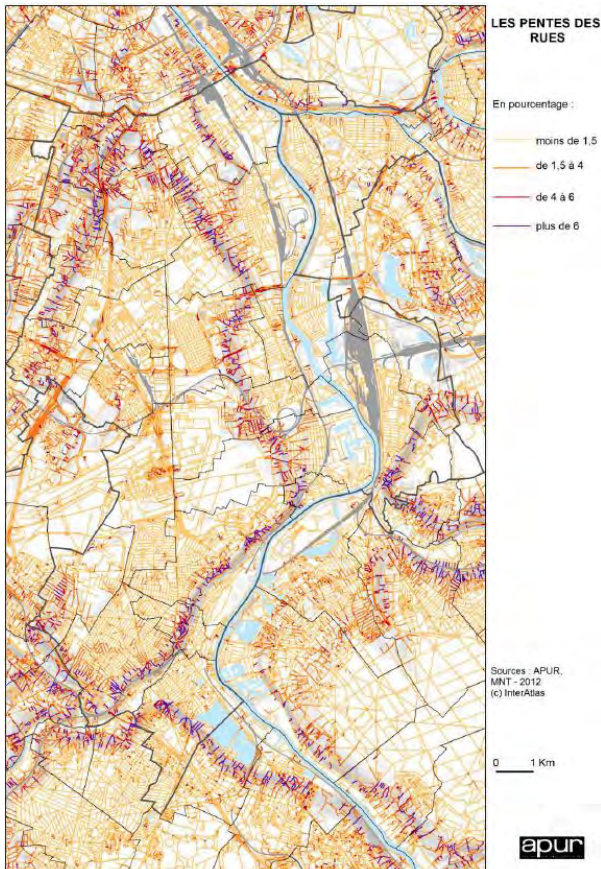 LES PENTES DES
RUES
En pourcentage :
moins de 1,5
de 1,5 à 4
de 4 à 6
plus de 6
Sources : APUR,
MNT - 2012
(c) InterAtlas
0 1 Km
apur